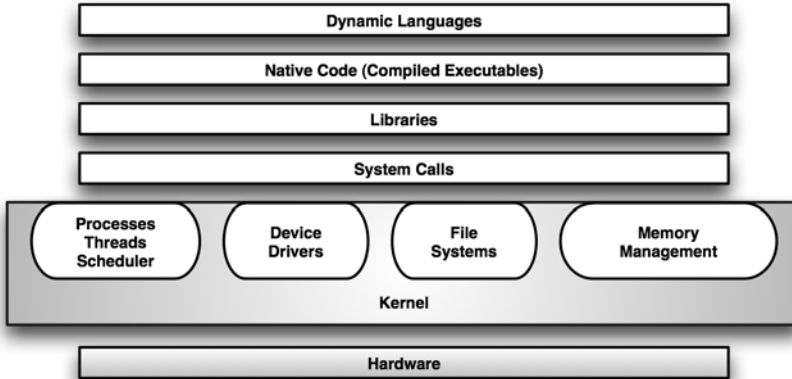 Dynamic Languages
Native Code (Compiled Executables)
Libraries
System Calls
Processes
Threads
Scheduler
Device
Drivers
File
Systems
Memory
Management
Kernel
Hardware